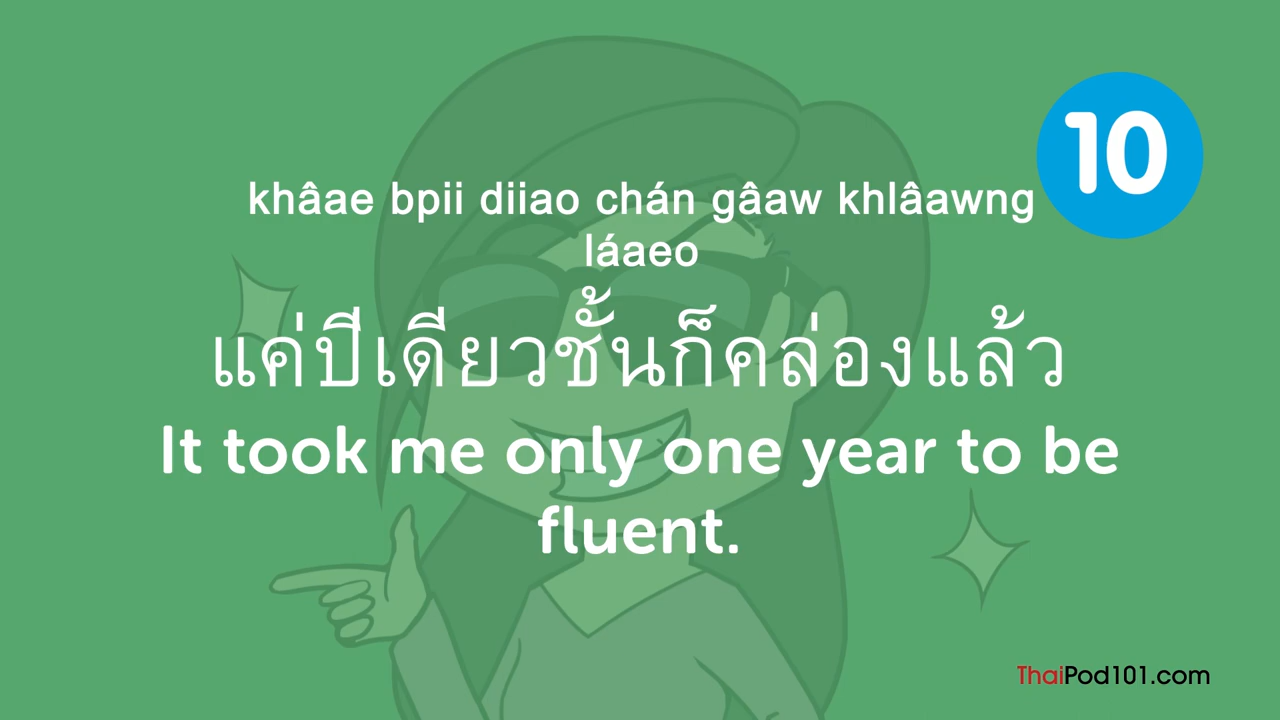 10
khâae bpii diiao chán gâaw khlâawng
láaeo
แค่ปีเดียวชั้นก็คล่องแล้ว
It took me only one year to be
fluent.
ThaiPod101.com